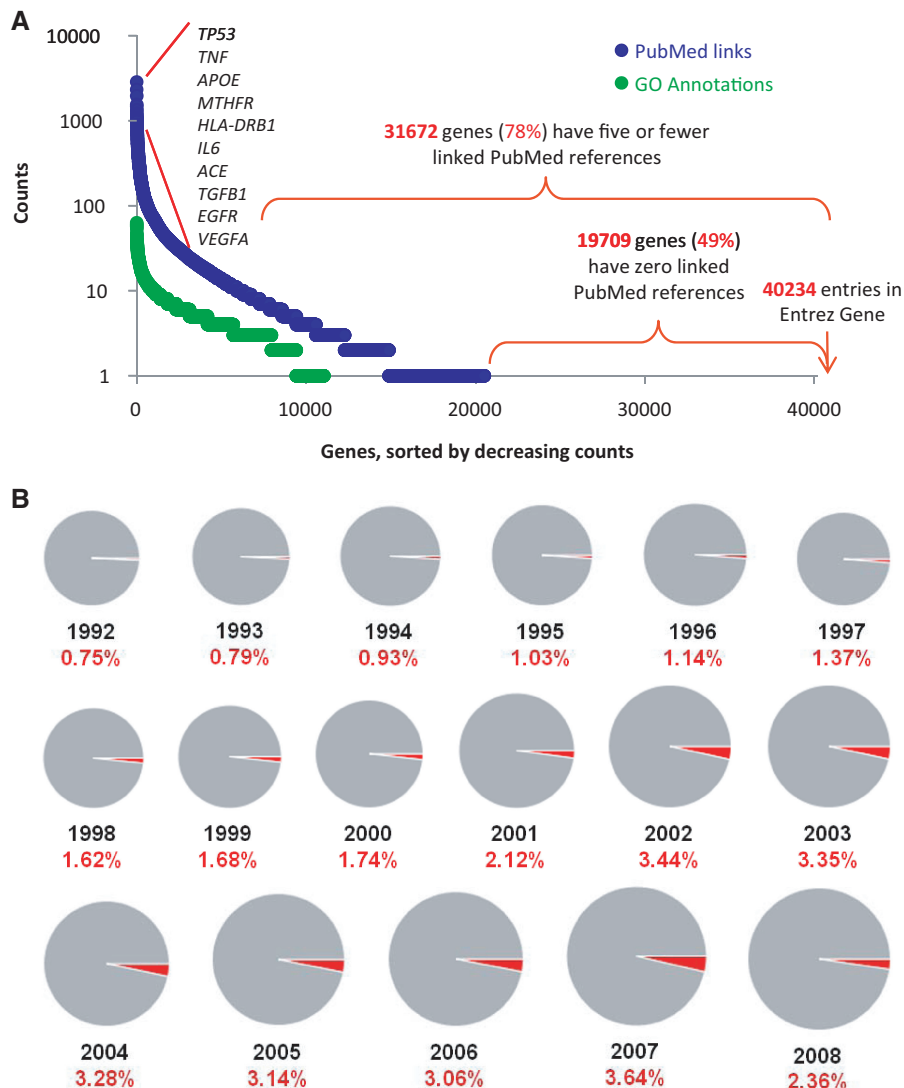 A
10000
1000
100
10
1
Counts
TP53
TNF
APOE
MTHFR
HLA-DRB1
IL6
ACE
TGFB1
EGFR
VEGFA
PubMed links
GO Annotations
31672 genes (78%) have five or fewer
linked PubMed references
19709 genes (49%)
have zero linked
PubMed references
40234 entries in
Entrez Gene
0
10000
20000
30000
40000
Genes, sorted by decreasing counts
B
1992
0.75%
1993
0.79%
1994
0.93%
1995
1.03%
1996
1.14%
1997
1.37%
1998
1.62%
1999
1.68%
2000
1.74%
2001
2.12%
2002
3.44%
2003
3.35%
2004
3.28%
2005
3.14%
2006
3.06%
2007
3.64%
2008
2.36%